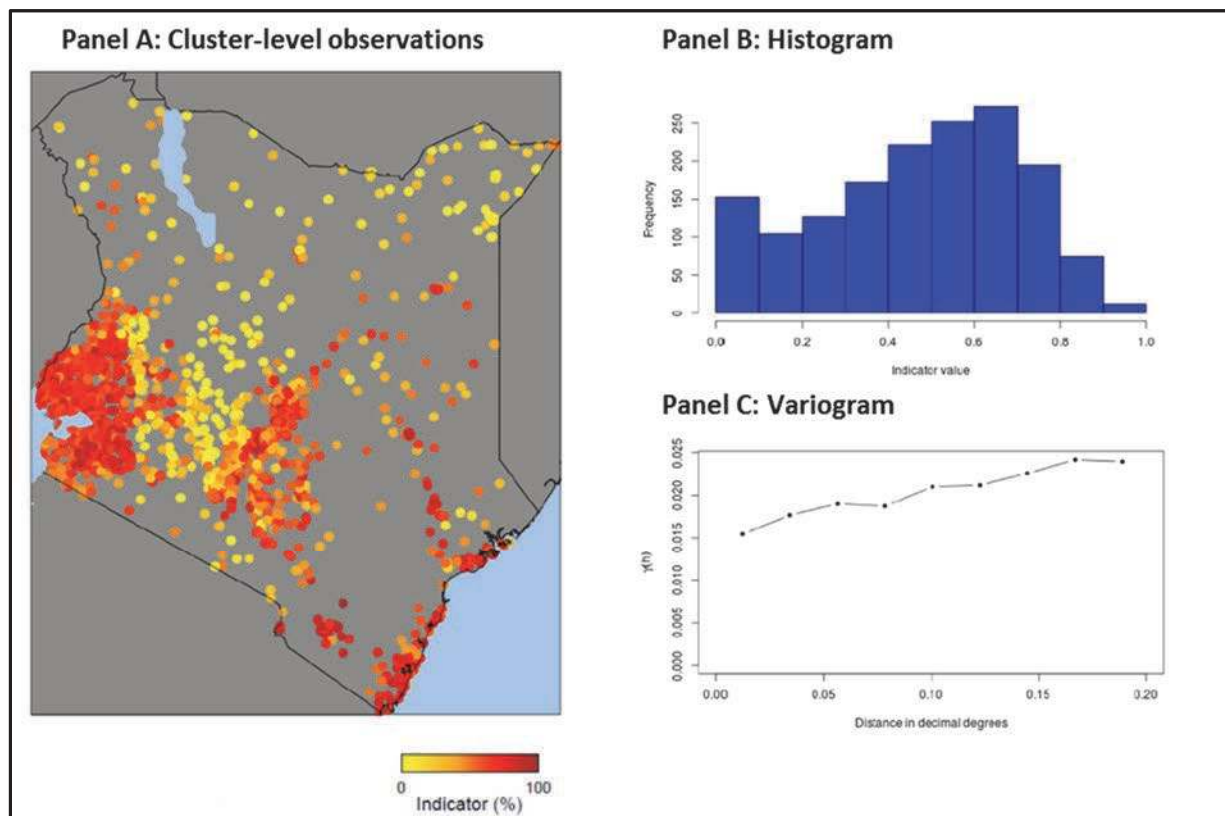 Panel A: Cluster-level observations
0 100
Indicator (%)
Panel B: Histogram
Frequency
250
200
150
100
50
0
0.0 0.2 0.4 0.6 0.8 1.0
Indicator value
Panel C: Variogram
γ(h)
0.025
0.020
0.015
0.010
0.005
0.000
0.00 0.05 0.10 0.15 0.20
Distance in decimal degrees